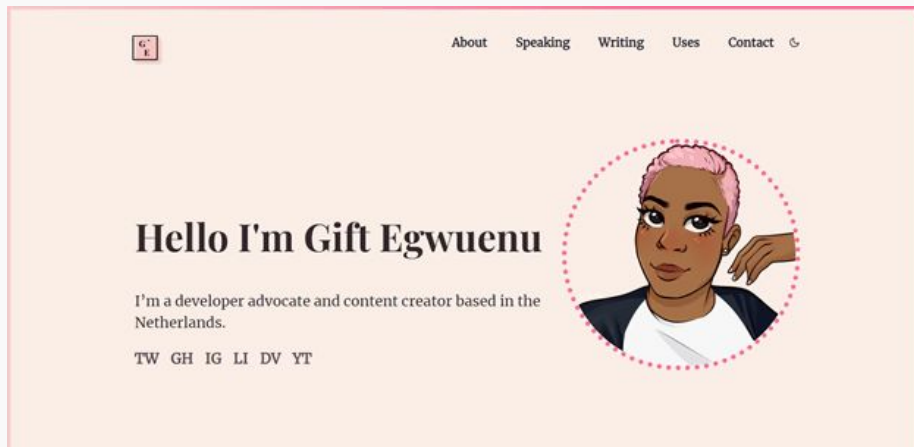 G
E
About Speaking Writing Uses Contact
Hello I'm Gift Egwuenu
I'm a developer advocate and content creator based in the
Netherlands.
TW GH IG LI DV YT